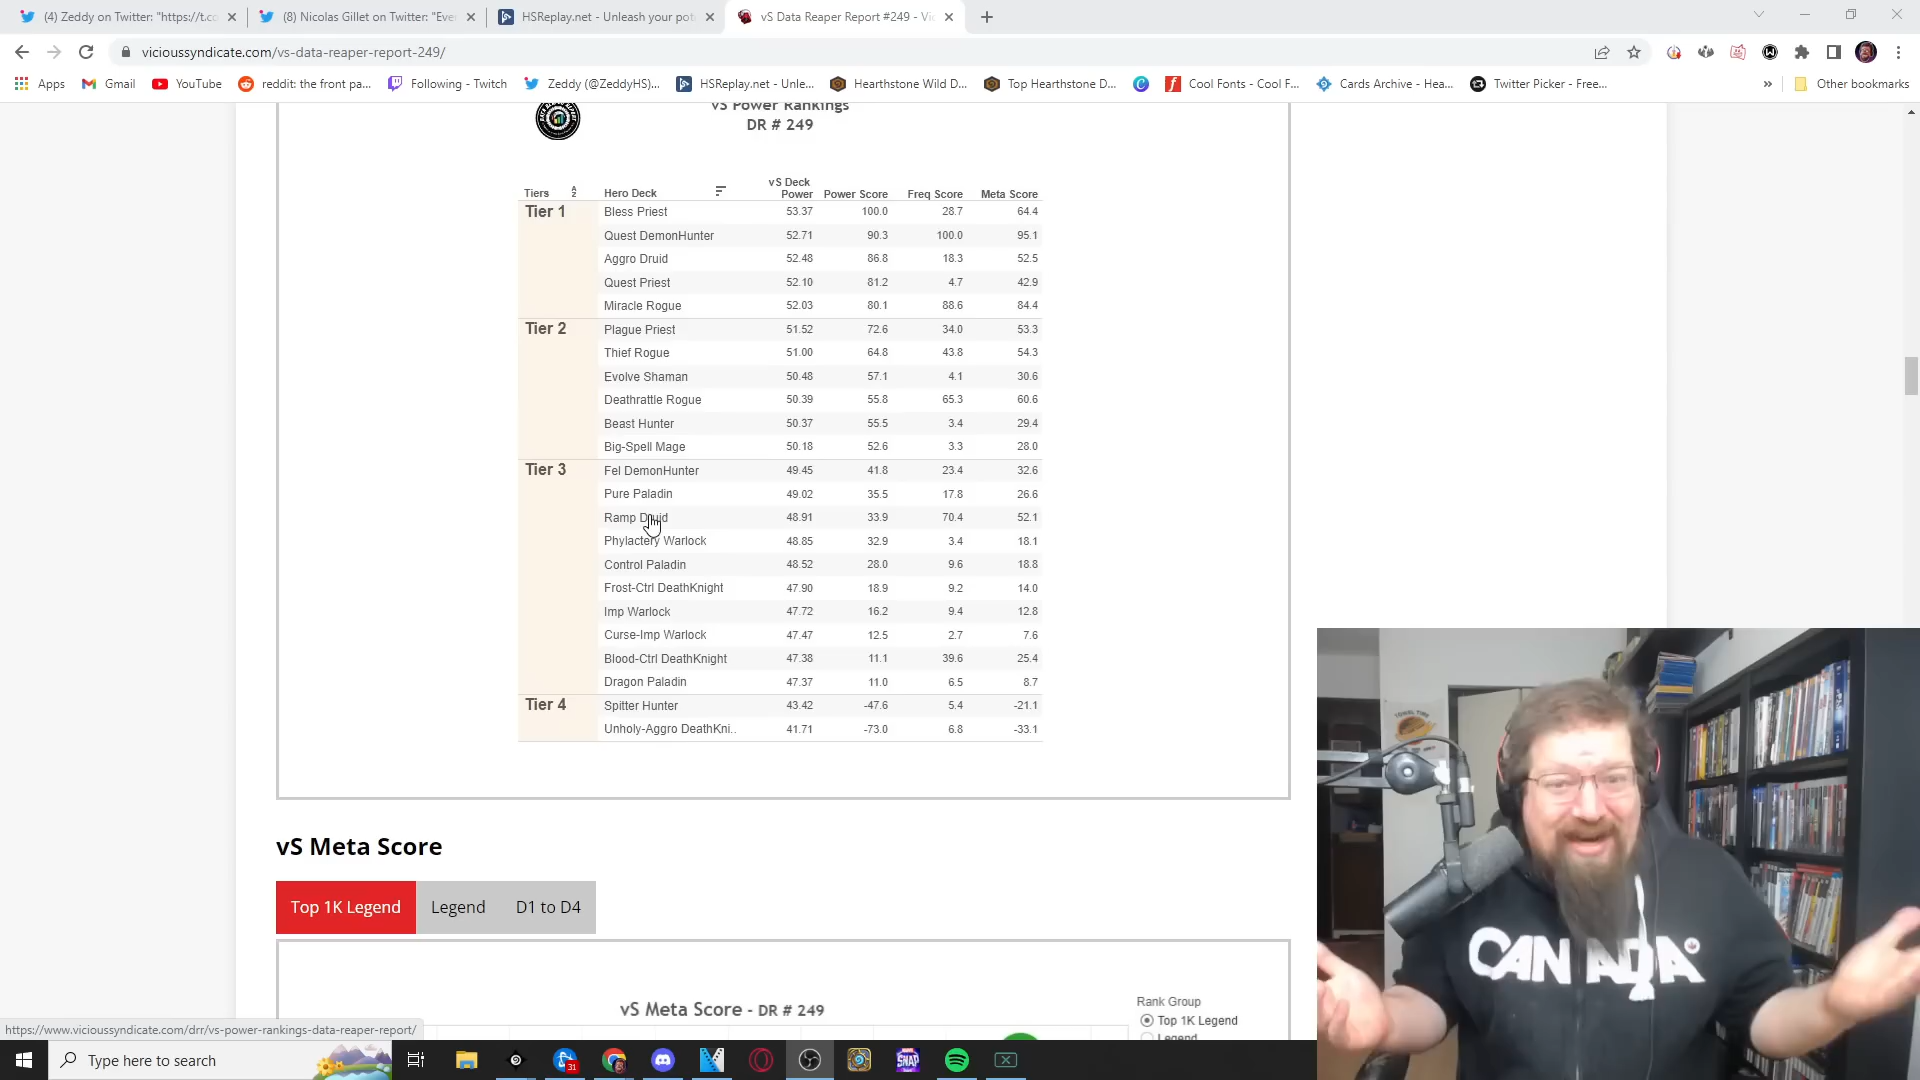 (4) Zeddy on Twitter: "https://t.co
(8) Nicolas Gillet on Twitter: "Eve
HSReplay.net - Unleash your pot
vS Data Reaper Report #249 - Vi
vicioussyndicate.com/vs-data-reaper-report-249/
Apps
Gmail
YouTube
reddit: the front pa...
Following - Twitch
Zeddy (@ZeddyHS)...
HSReplay.net - Unle...
Hearthstone Wild D...
Top Hearthstone D...
Cool Fonts - Cool F...
Cards Archive - Hea...
Twitter Picker - Free...
»
Other bookmarks
vS Power Rankings
DR # 249
Tiers Hero Deck vS Deck Power Power Score Freq Score Meta Score
Tier 1 Bless Priest 53.37 100.0 28.7 64.4
Quest DemonHunter 52.71 90.3 100.0 95.1
Aggro Druid 52.48 86.8 18.3 52.5
Quest Priest 52.10 81.2 4.7 42.9
Miracle Rogue 52.03 80.1 88.6 84.4
Tier 2 Plague Priest 51.52 72.6 34.0 53.3
Thief Rogue 51.00 64.8 43.8 54.3
Evolve Shaman 50.48 57.1 4.1 30.6
Deathrattle Rogue 50.39 55.8 65.3 60.6
Beast Hunter 50.37 55.5 3.4 29.4
Big-Spell Mage 50.18 52.6 3.3 28.0
Tier 3 Fel DemonHunter 49.45 41.8 23.4 32.6
Pure Paladin 49.02 35.5 17.8 26.6
Ramp Druid 48.91 33.9 70.4 52.1
Phylactery Warlock 48.85 32.9 3.4 18.1
Control Paladin 48.52 28.0 9.6 18.8
Frost-Ctrl DeathKnight 47.90 18.9 9.2 14.0
Imp Warlock 47.72 16.2 9.4 12.8
Curse-Imp Warlock 47.47 12.5 2.7 7.6
Blood-Ctrl DeathKnight 47.38 11.1 39.6 25.4
Dragon Paladin 47.37 11.0 6.5 8.7
Tier 4 Spitter Hunter 43.42 -47.6 5.4 -21.1
Unholy-Aggro DeathKni.. 41.71 -73.0 6.8 -33.1
vS Meta Score
Top 1K Legend Legend D1 to D4
vS Meta Score - DR # 249
Rank Group
Top 1K Legend
Legend
CANADA
https://www.vicioussyndicate.com/drr/vs-power-rankings-data-reaper-report/
Type here to search
31
SNAP